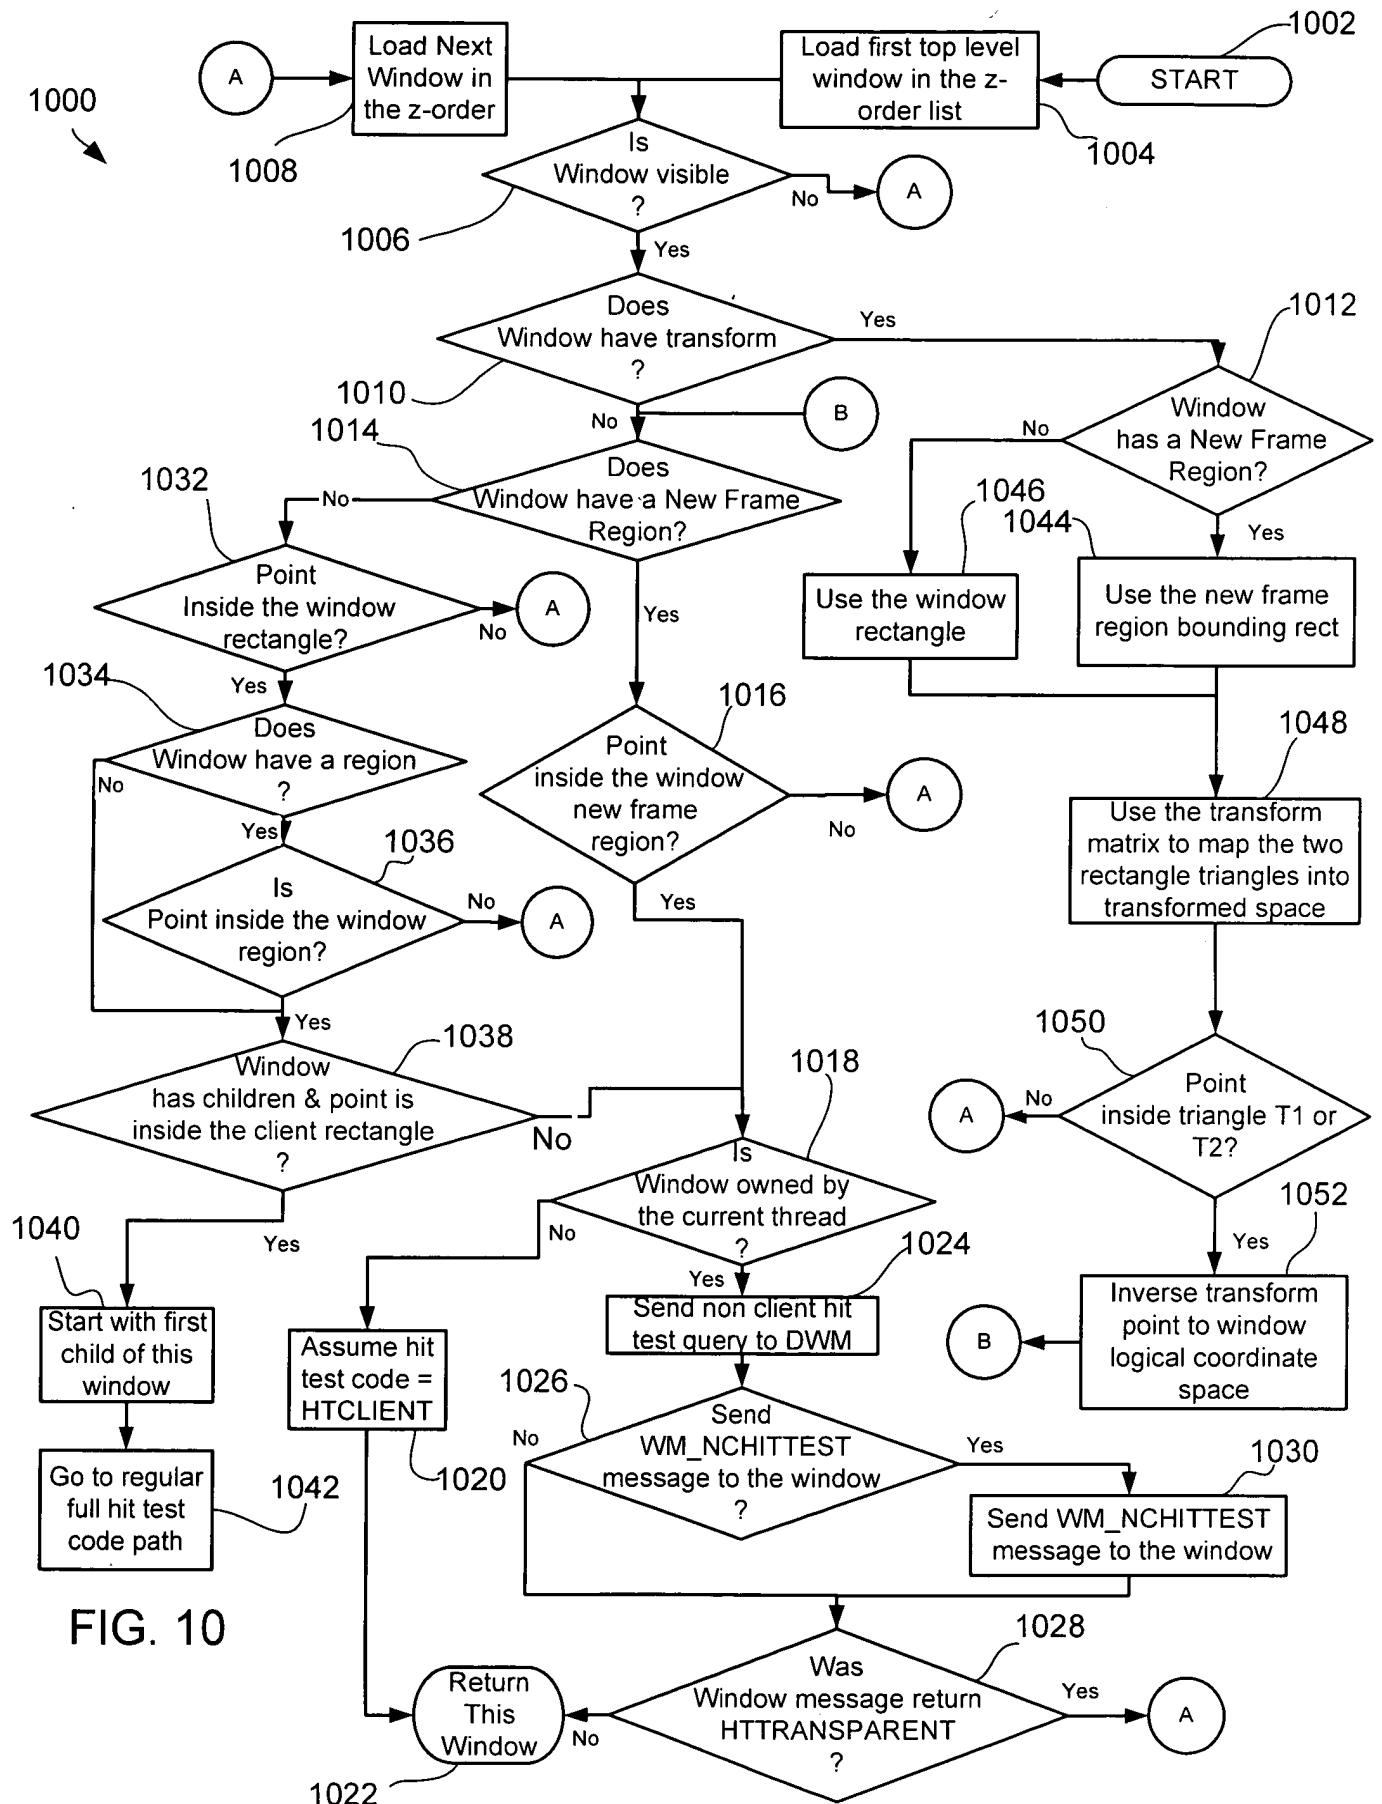 1002
A
Load Next
Window in
the z-order
Load first top level
window in the z-
order list
START
1000
1008
1004
Is
Window visible
?
No
A
1006
Yes
Does
Window have transform
?
Yes
1012
1010
No
B
1014
Window
has a New Frame
Region?
No
Does
Window have a New Frame
Region?
No
1032
1046
1044
Yes
Point
Inside the window
rectangle?
No
A
Yes
Use the window
rectangle
Use the new frame
region bounding rect
1034
Yes
1016
Does
Window have a region
?
No
1048
Point
inside the window
new frame
region?
No
A
Yes
1036
Use the transform
matrix to map the two
rectangle triangles into
transformed space
Is
Point inside the window
region?
No
A
Yes
Yes
1038
1050
Window
has children & point is
inside the client rectangle
?
No
1018
Point
inside triangle T1 or
T2?
No
A
Is
Window owned by
the current thread
?
1052
1040
Yes
No
1024
Yes
Yes
Start with first
child of this
window
Send non client hit
test query to DWM
Inverse transform
point to window
logical coordinate
space
B
Assume hit
test code =
HTCLIENT
1026
Send
WM_NCHITTEST
message to the window
?
No
Yes
1030
Go to regular
full hit test
code path
1042
1020
Send WM_NCHITTEST
message to the window
FIG. 10
1028
Return
This
Window
Was
Window message return
HTTRANSPARENT
?
Yes
A
No
1022